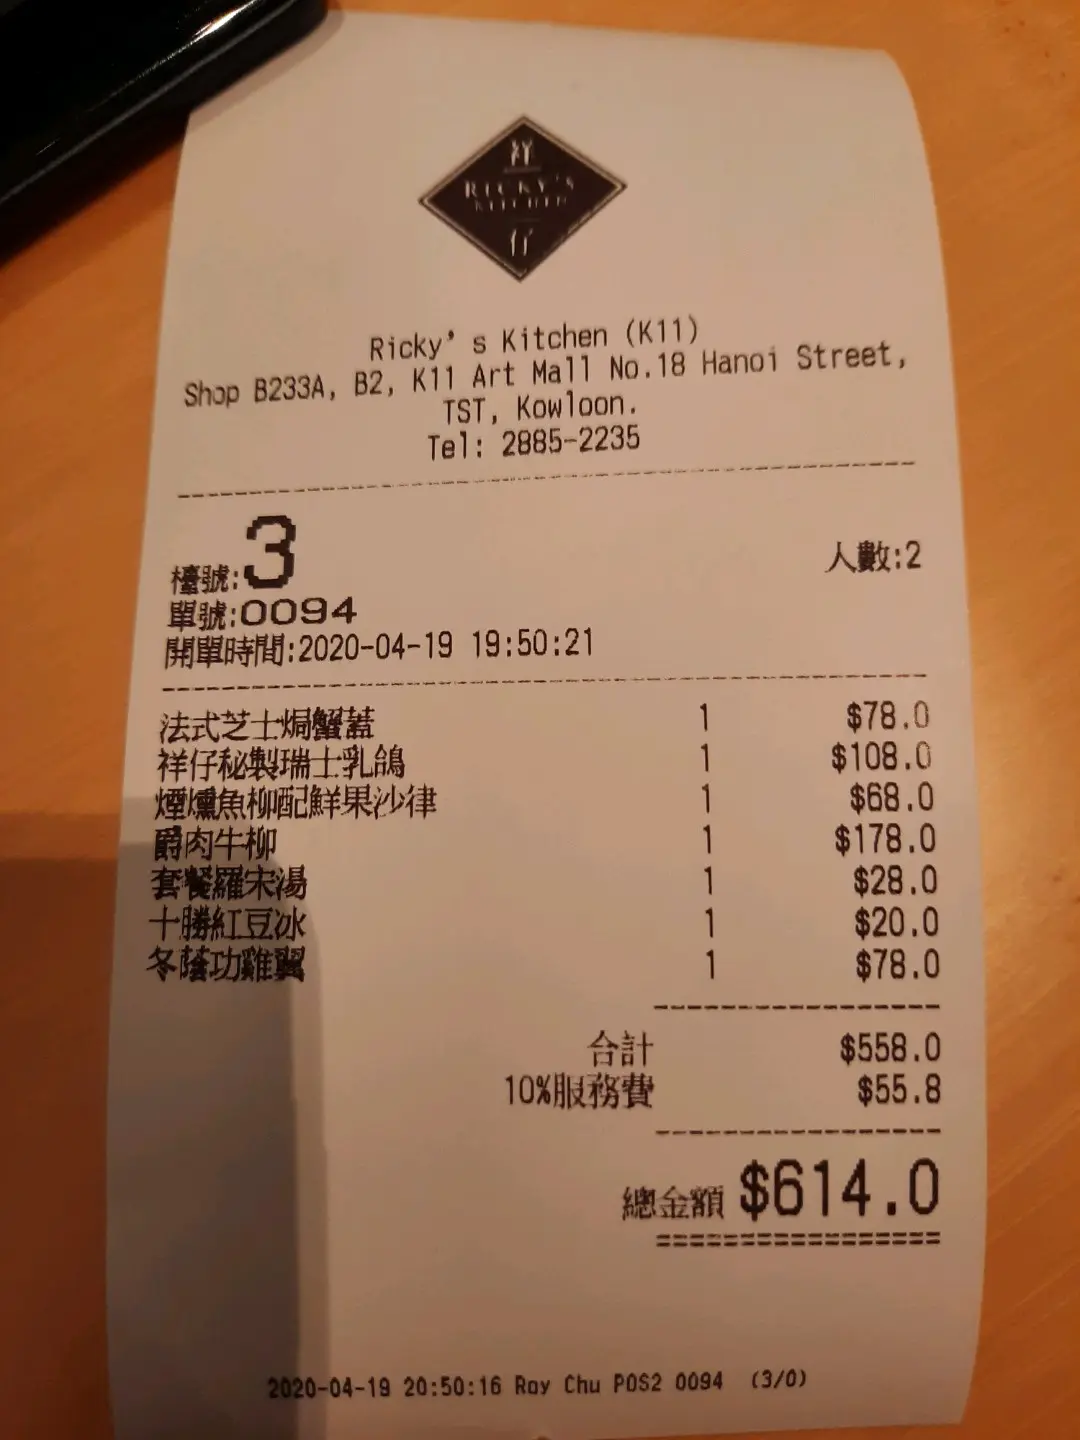 祥
RICKY'S
KITCHEN
仔
Ricky's Kitchen (K11)
Shop B233A, B2, K11 Art Mall No.18 Hanoi Street,
TST, Kowloon.
Tel: 2885-2235
檯號:3 人數:2
單號:0094
開單時間:2020-04-19 19:50:21
法式芝士焗蟹蓋 1 $78.0
祥仔秘製瑞士乳鴿 1 $108.0
煙燻魚柳配鮮果沙律 1 $68.0
爵肉牛柳 1 $178.0
套餐羅宋湯 1 $28.0
十勝紅豆冰 1 $20.0
冬蔭功雞翼 1 $78.0
合計 $558.0
10%服務費 $55.8
總金額 $614.0
2020-04-19 20:50:16 Roy Chu POS2 0094 (3/0)